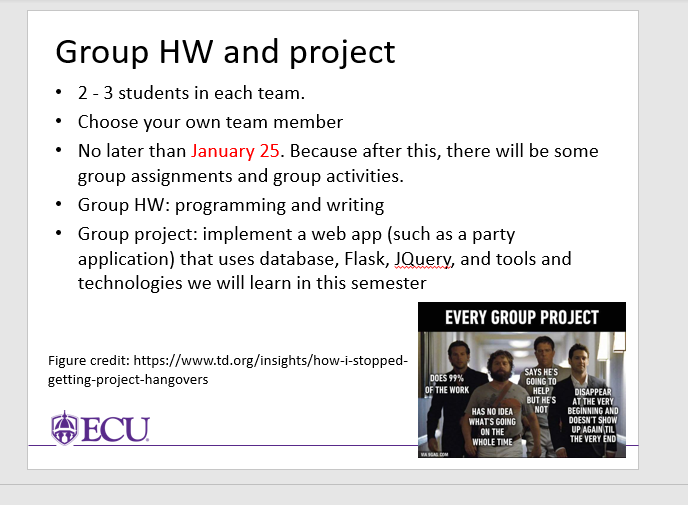 Group HW and project
• 2 - 3 students in each team.
• Choose your own team member
• No later than January 25. Because after this, there will be some
group assignments and group activities.
• Group HW: programming and writing
• Group project: implement a web app (such as a party
application) that uses database, Flask, JQuery, and tools and
technologies we will learn in this semester
EVERY GROUP PROJECT
DOES 99%
OF THE WORK
HAS NO IDEA
WHAT'S GOING
ON THE
WHOLE TIME
SAYS HE'S
GOING TO
HELP
BUT HE'S
NOT
DISAPPEAR
AT THE VERY
BEGINNING AND
DOESN'T SHOW
UP AGAIN TIL
THE VERY END
VIA 9GAG.COM
Figure credit: https://www.td.org/insights/how-i-stopped-
getting-project-hangovers
ECU